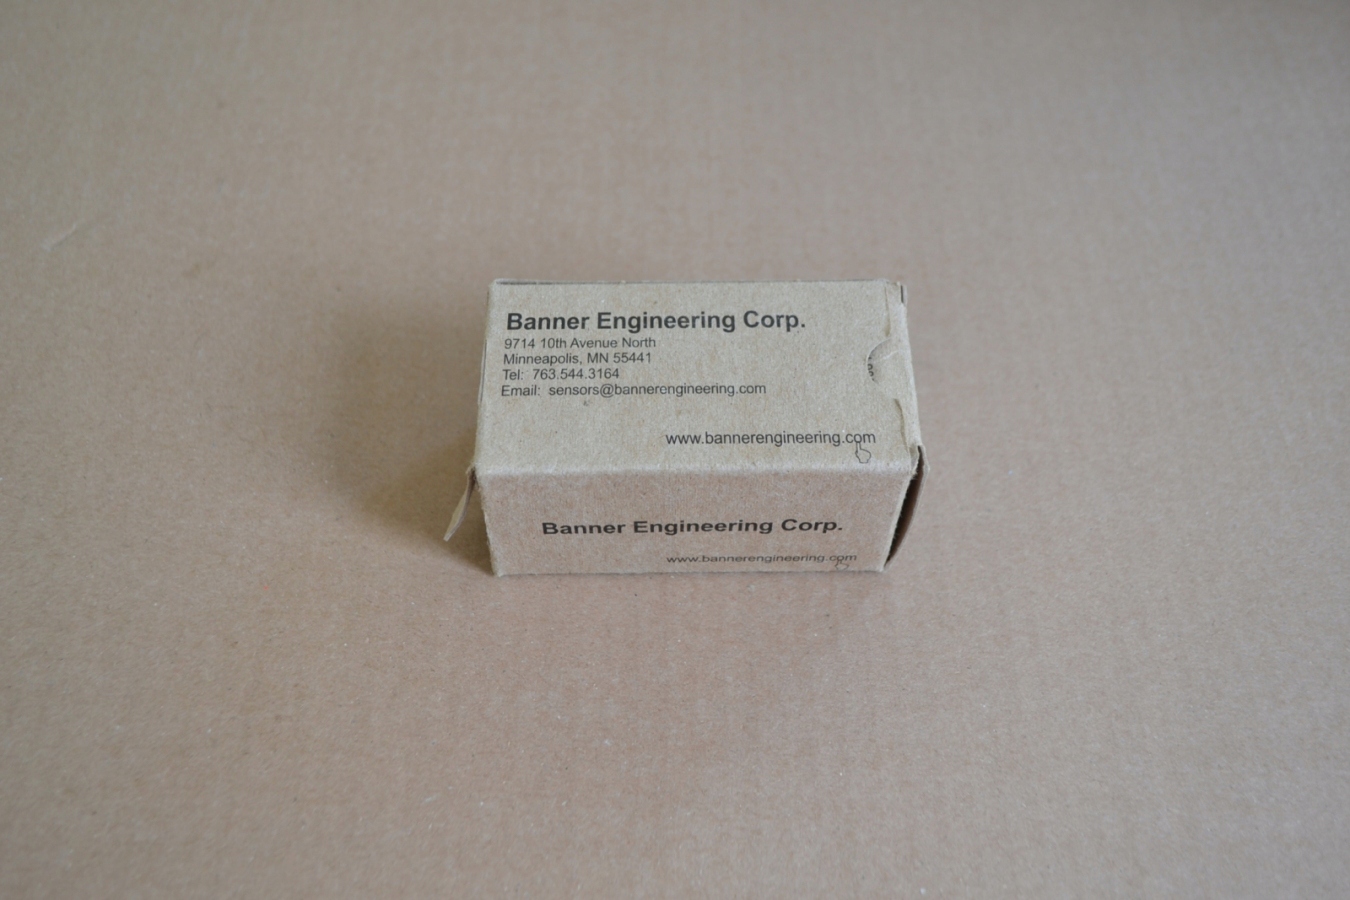 Banner Engineering Corp.
9714 10th Avenue North
Minneapolis, MN 55441
Tel: 763.544.3164
Email: sensors@bannerengineering.com
www.bannerengineering.com
Banner Engineering Corp.
www.bannerengineering.com